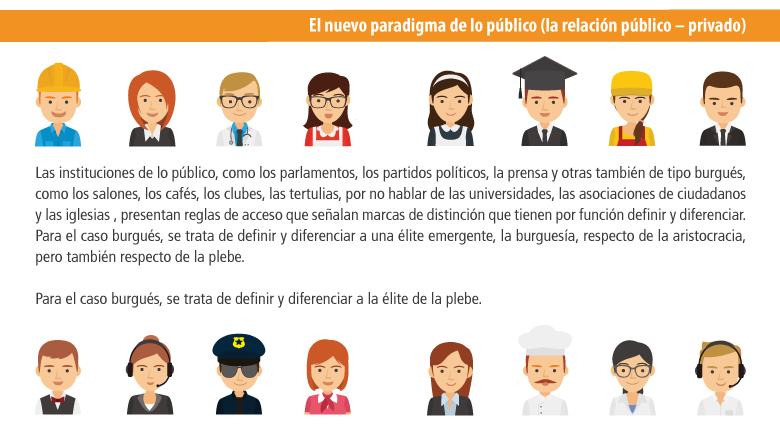 El nuevo paradigma de lo público (la relación público – privado)
Las instituciones de lo público, como los parlamentos, los partidos políticos, la prensa y otras también de tipo burgués,
como los salones, los cafés, los clubes, las tertulias, por no hablar de las universidades, las asociaciones de ciudadanos
y las iglesias , presentan reglas de acceso que señalan marcas de distinción que tienen por función definir y diferenciar.
Para el caso burgués, se trata de definir y diferenciar a una élite emergente, la burguesía, respecto de la aristocracia,
pero también respecto de la plebe.
Para el caso burgués, se trata de definir y diferenciar a la élite de la plebe.